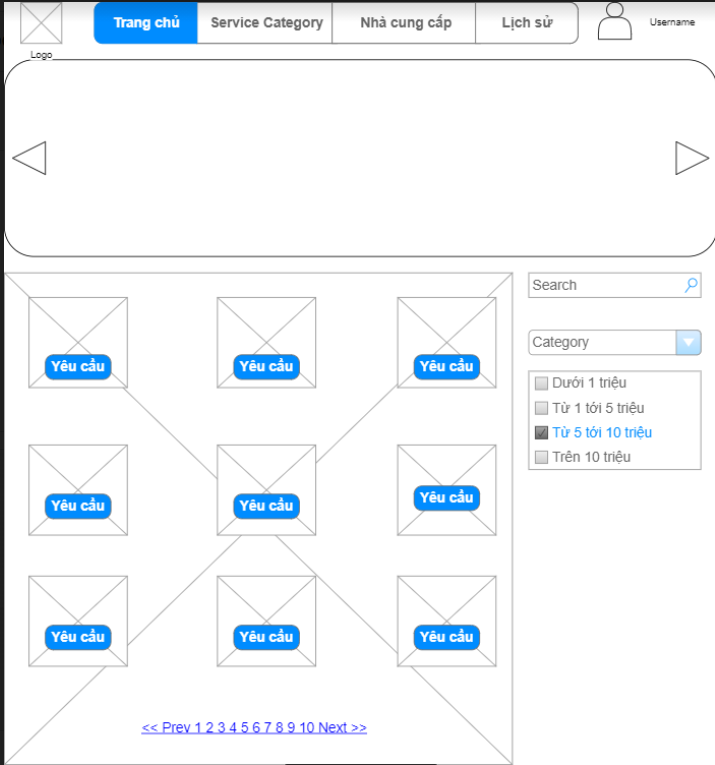 Trang chủ Service Category Nhà cung cấp Lịch sử Username
Logo
Search
Category
Dưới 1 triệu
Từ 1 tới 5 triệu
Từ 5 tới 10 triệu
Trên 10 triệu
Yêu cầu Yêu cầu Yêu cầu
Yêu cầu Yêu cầu Yêu cầu
Yêu cầu Yêu cầu Yêu cầu
<< Prev 1 2 3 4 5 6 7 8 9 10 Next >>